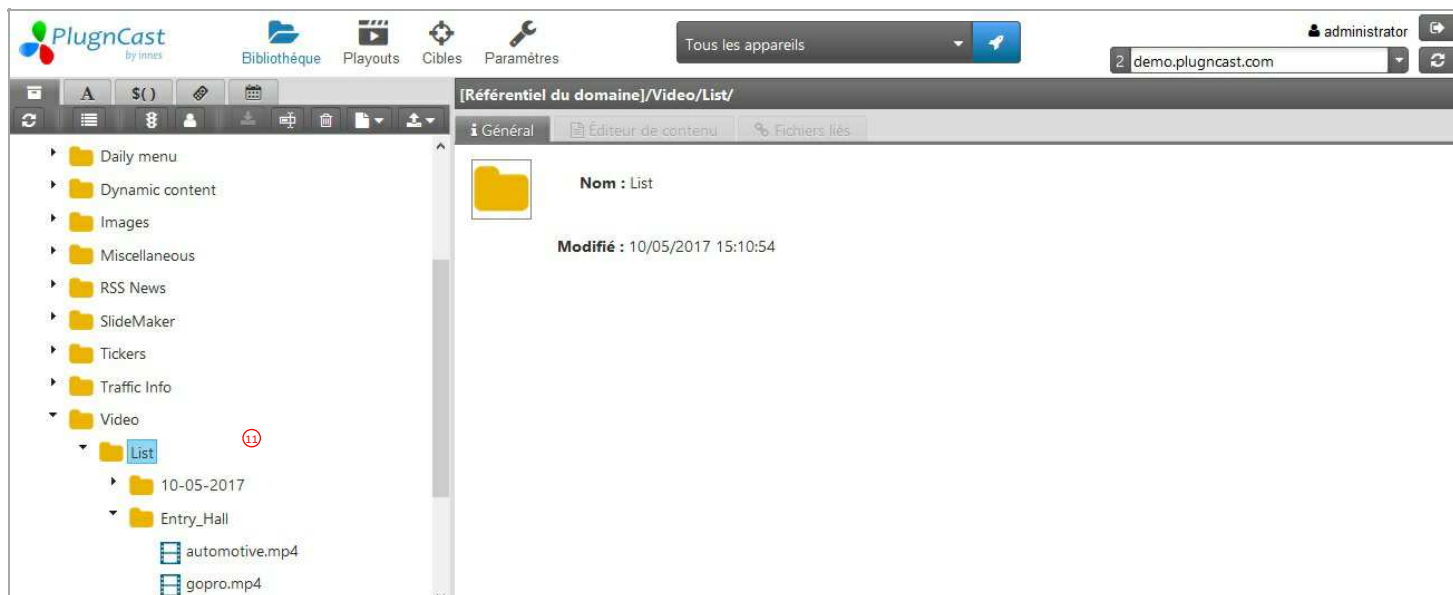 PlugnCast
by innes
Bibliothèque Playouts Cibles Paramètres
Tous les appareils
administrator
2 demo.plugncast.com
A $()
[Référentiel du domaine]/Video/List/
i Général Éditeur de contenu Fichiers liés
Daily menu
Dynamic content
Images
Miscellaneous
RSS News
SlideMaker
Tickers
Traffic Info
Video
11
List
10-05-2017
Entry_Hall
automotive.mp4
gopro.mp4
Nom : List
Modifié : 10/05/2017 15:10:54